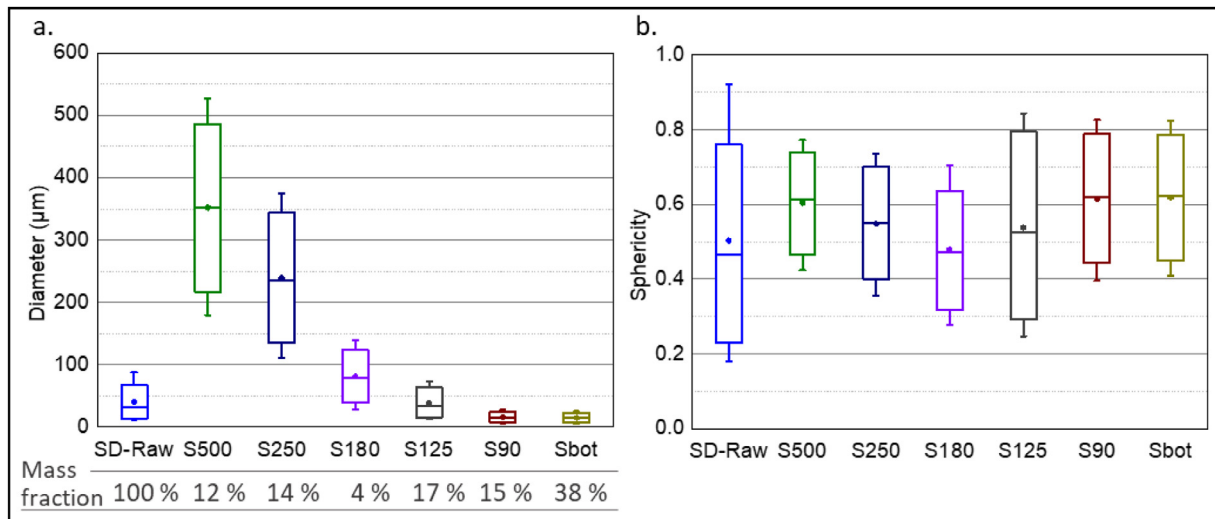 a.
600
500
400
300
200
100
0
Diameter (µm)
SD-Raw S500 S250 S180 S125 S90 Sbot
Mass
fraction 100 % 12 % 14 % 4 % 17 % 15 % 38 %
b.
1.0
0.8
0.6
0.4
0.2
0.0
Sphericity
SD-Raw S500 S250 S180 S125 S90 Sbot